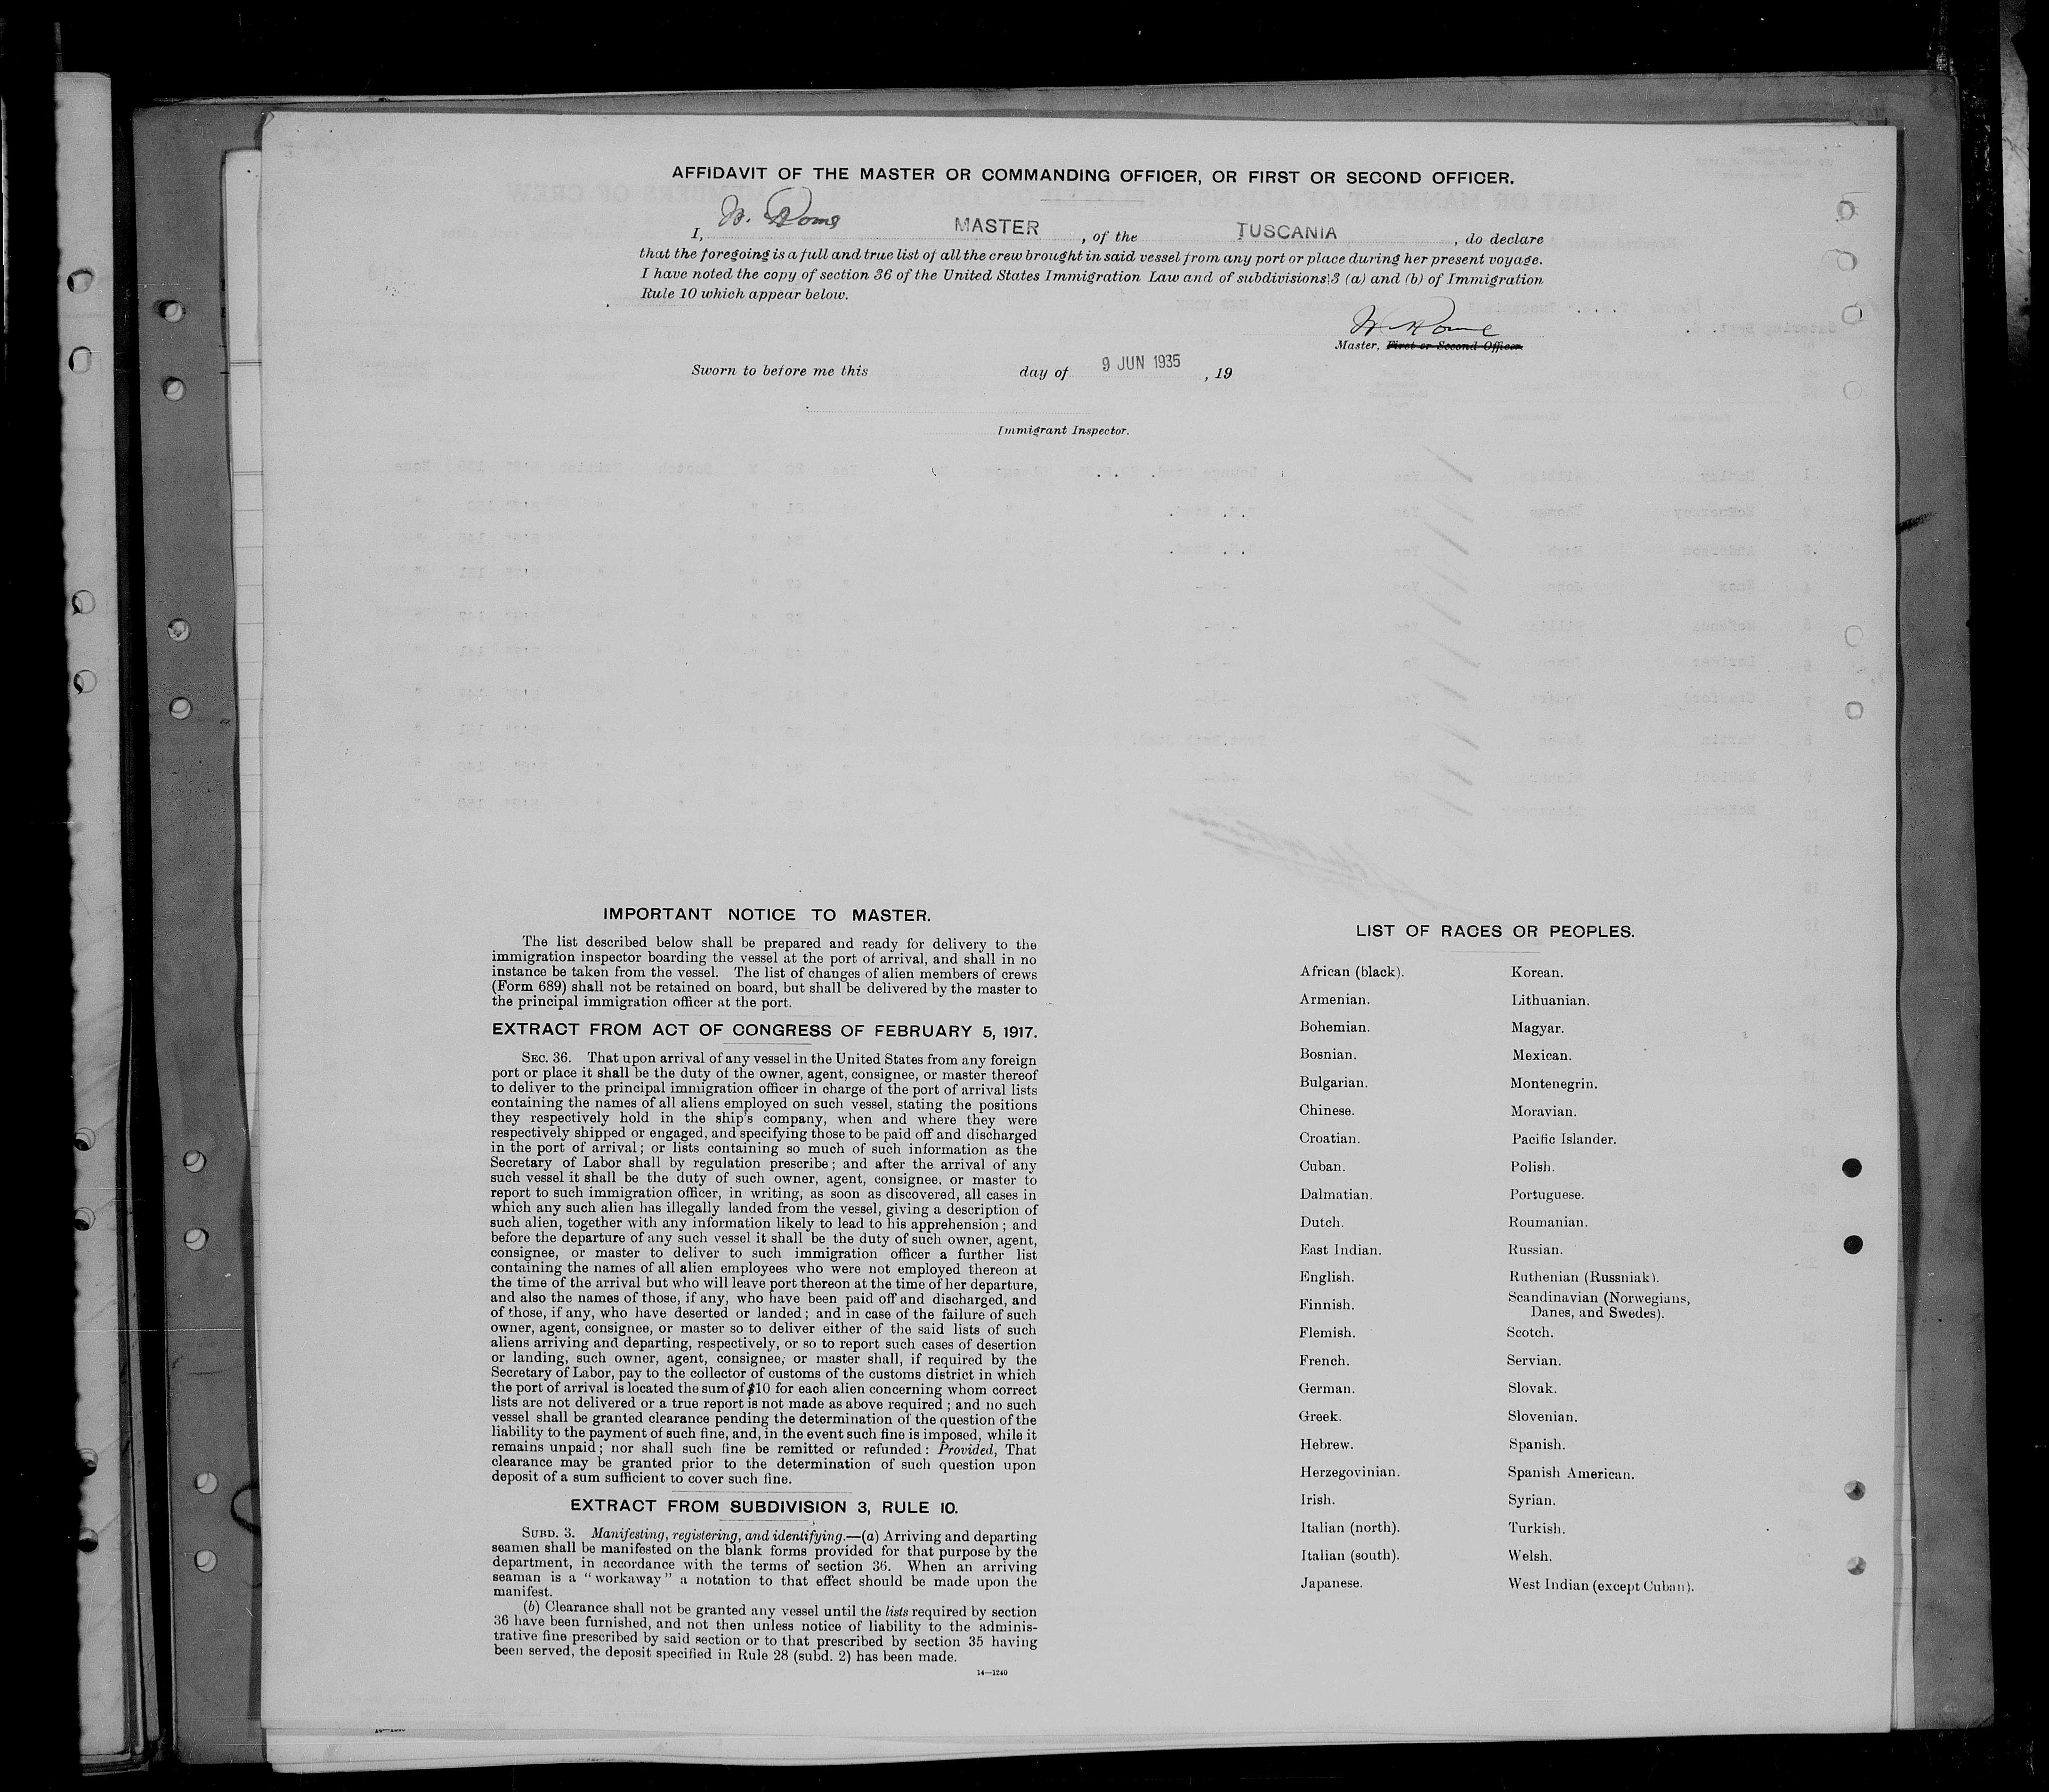 AFFIDAVIT OF THE MASTER OR COMMANDING OFFICER, OR FIRST OR SECOND OFFICER.
I, MASTER, of the TUSCANIA, do declare
that the foregoing is a full and true list of all the crew brought in said vessel from any port or place during her present voyage.
I have noted the copy of section 36 of the United States Immigration Law and of subdivisions 3 (a) and (b) of Immigration
Rule 10 which appear below.
Master, First or Second Officer.
Sworn to before me this day of 9 JUN 1935, 19
Immigrant Inspector.
IMPORTANT NOTICE TO MASTER.
The list described below shall be prepared and ready for delivery to the
immigration inspector boarding the vessel at the port of arrival, and shall in no
instance be taken from the vessel. The list of changes of alien members of crews
(Form 689) shall not be retained on board, but shall be delivered by the master to
the principal immigration officer at the port.
EXTRACT FROM ACT OF CONGRESS OF FEBRUARY 5, 1917.
SEC. 36. That upon arrival of any vessel in the United States from any foreign
port or place it shall be the duty of the owner, agent, consignee, or master thereof
to deliver to the principal immigration officer in charge of the port of arrival lists
containing the names of all aliens employed on such vessel, stating the positions
they respectively hold in the ship's company, when and where they were
respectively shipped or engaged, and specifying those to be paid off and discharged
in the port of arrival; or lists containing so much of such information as the
Secretary of Labor shall by regulation prescribe; and after the arrival of any
such vessel it shall be the duty of such owner, agent, consignee, or master to
report to such immigration officer, in writing, as soon as discovered, all cases in
which any such alien has illegally landed from the vessel, giving a description of
such alien, together with any information likely to lead to his apprehension; and
before the departure of any such vessel it shall be the duty of such owner, agent,
consignee, or master to deliver to such immigration officer a further list
containing the names of all alien employees who were not employed thereon at
the time of the arrival but who will leave port thereon at the time of her departure,
and also the names of those, if any, who have been paid off and discharged, and
of those, if any, who have deserted or landed; and in case of the failure of such
owner, agent, consignee, or master so to deliver either of the said lists of such
aliens arriving and departing, respectively, or so to report such cases of desertion
or landing, such owner, agent, consignee, or master shall, if required by the
Secretary of Labor, pay to the collector of customs of the customs district in which
the port of arrival is located the sum of $10 for each alien concerning whom correct
lists are not delivered or a true report is not made as above required; and no such
vessel shall be granted clearance pending the determination of the question of the
liability to the payment of such fine, and, in the event such fine is imposed, while it
remains unpaid; nor shall such fine be remitted or refunded: Provided, That
clearance may be granted prior to the determination of such question upon
deposit of a sum sufficient to cover such fine.
EXTRACT FROM SUBDIVISION 3, RULE 10.
SUBD. 3. Manifesting, registering, and identifying.—(a) Arriving and departing
seamen shall be manifested on the blank forms provided for that purpose by the
department, in accordance with the terms of section 36. When an arriving
seaman is a "workaway" a notation to that effect should be made upon the
manifest.
(b) Clearance shall not be granted any vessel until the lists required by section
36 have been furnished, and not then unless notice of liability to the adminis-
trative fine prescribed by said section or to that prescribed by section 35 having
been served, the deposit specified in Rule 28 (subd. 2) has been made.
14—1240
LIST OF RACES OR PEOPLES.
African (black).
Armenian.
Bohemian.
Bosnian.
Bulgarian.
Chinese.
Croatian.
Cuban.
Dalmatian.
Dutch.
East Indian.
English.
Finnish.
Flemish.
French.
German.
Greek.
Hebrew.
Herzegovinian.
Irish.
Italian (north).
Italian (south).
Japanese.
Korean.
Lithuanian.
Magyar.
Mexican.
Montenegrin.
Moravian.
Pacific Islander.
Polish.
Portuguese.
Roumanian.
Russian.
Ruthenian (Russniak).
Scandinavian (Norwegians,
Danes, and Swedes).
Scotch.
Servian.
Slovak.
Slovenian.
Spanish.
Spanish American.
Syrian.
Turkish.
Welsh.
West Indian (except Cuban).